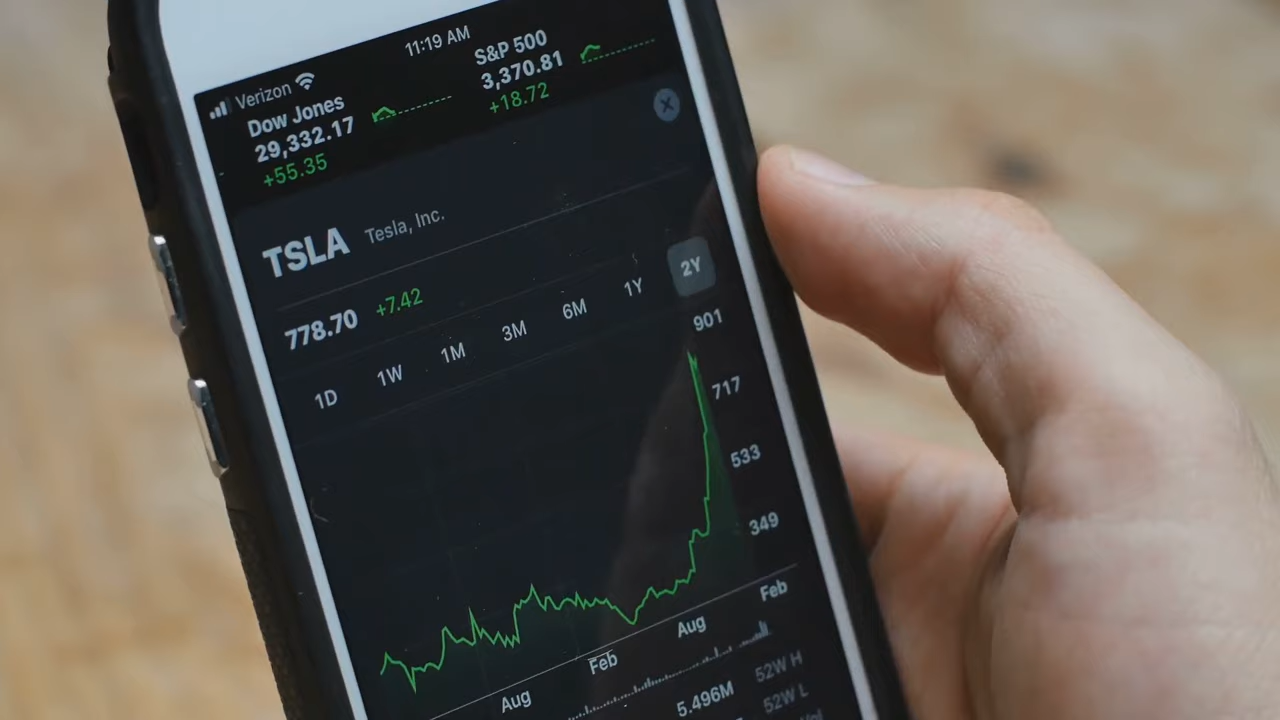 Verizon 11:19 AM
Dow Jones
29,332.17
+55.35
S&P 500
3,370.81
+18.72
TSLA Tesla, Inc.
778.70 +7.42
1D 1W 1M 3M 6M 1Y 2Y
901
717
533
349
Aug Feb Aug Feb
5.496M 52W H
52W L
Vol